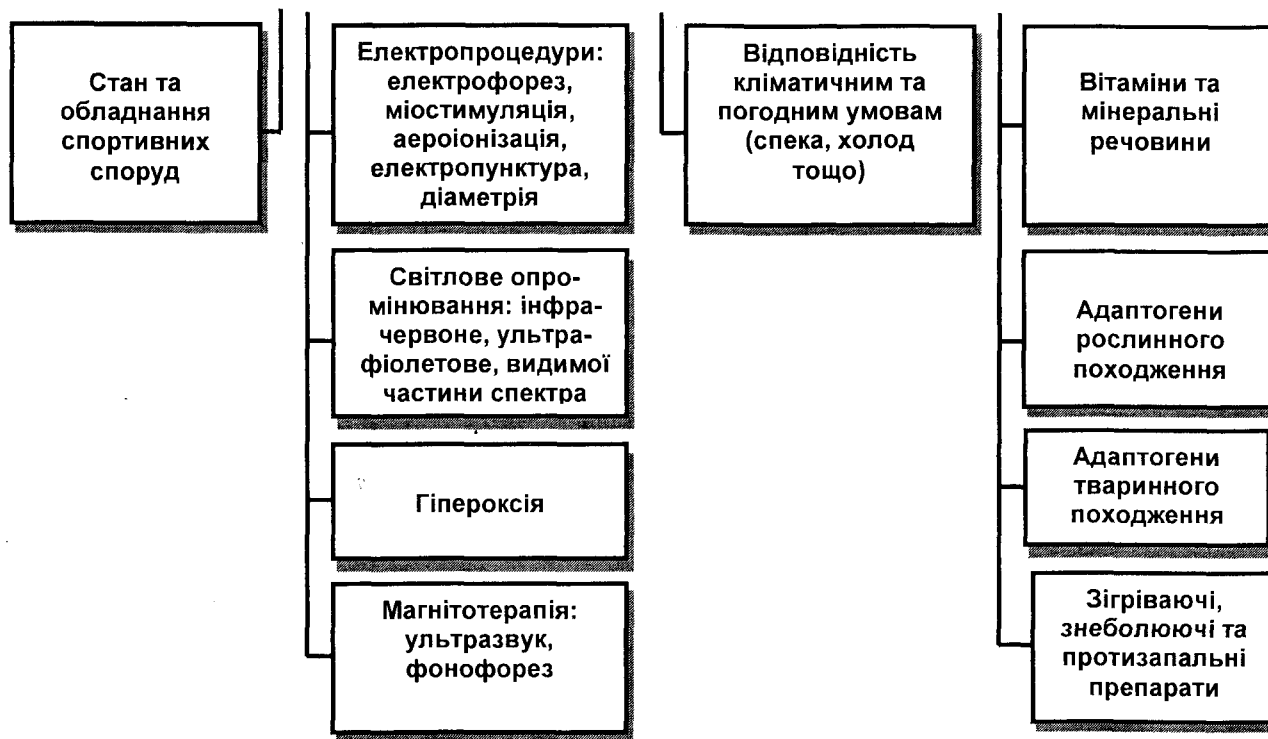 Стан та
обладнання
спортивних
споруд
Електропроцедури:
електрофорез,
міостимуляція,
аероіонізація,
електропунктура,
діаметрія
Світлове опро-
мінювання: інфра-
червоне, ультра-
фіолетове, видимої
частини спектра
Гіпероксія
Магнітотерапія:
ультразвук,
фонофорез
Відповідність
кліматичним та
погодним умовам
(спека, холод
тощо)
Вітаміни та
мінеральні
речовини
Адаптогени
рослинного
походження
Адаптогени
тваринного
походження
Зігріваючі,
знеболюючі та
протизапальні
препарати